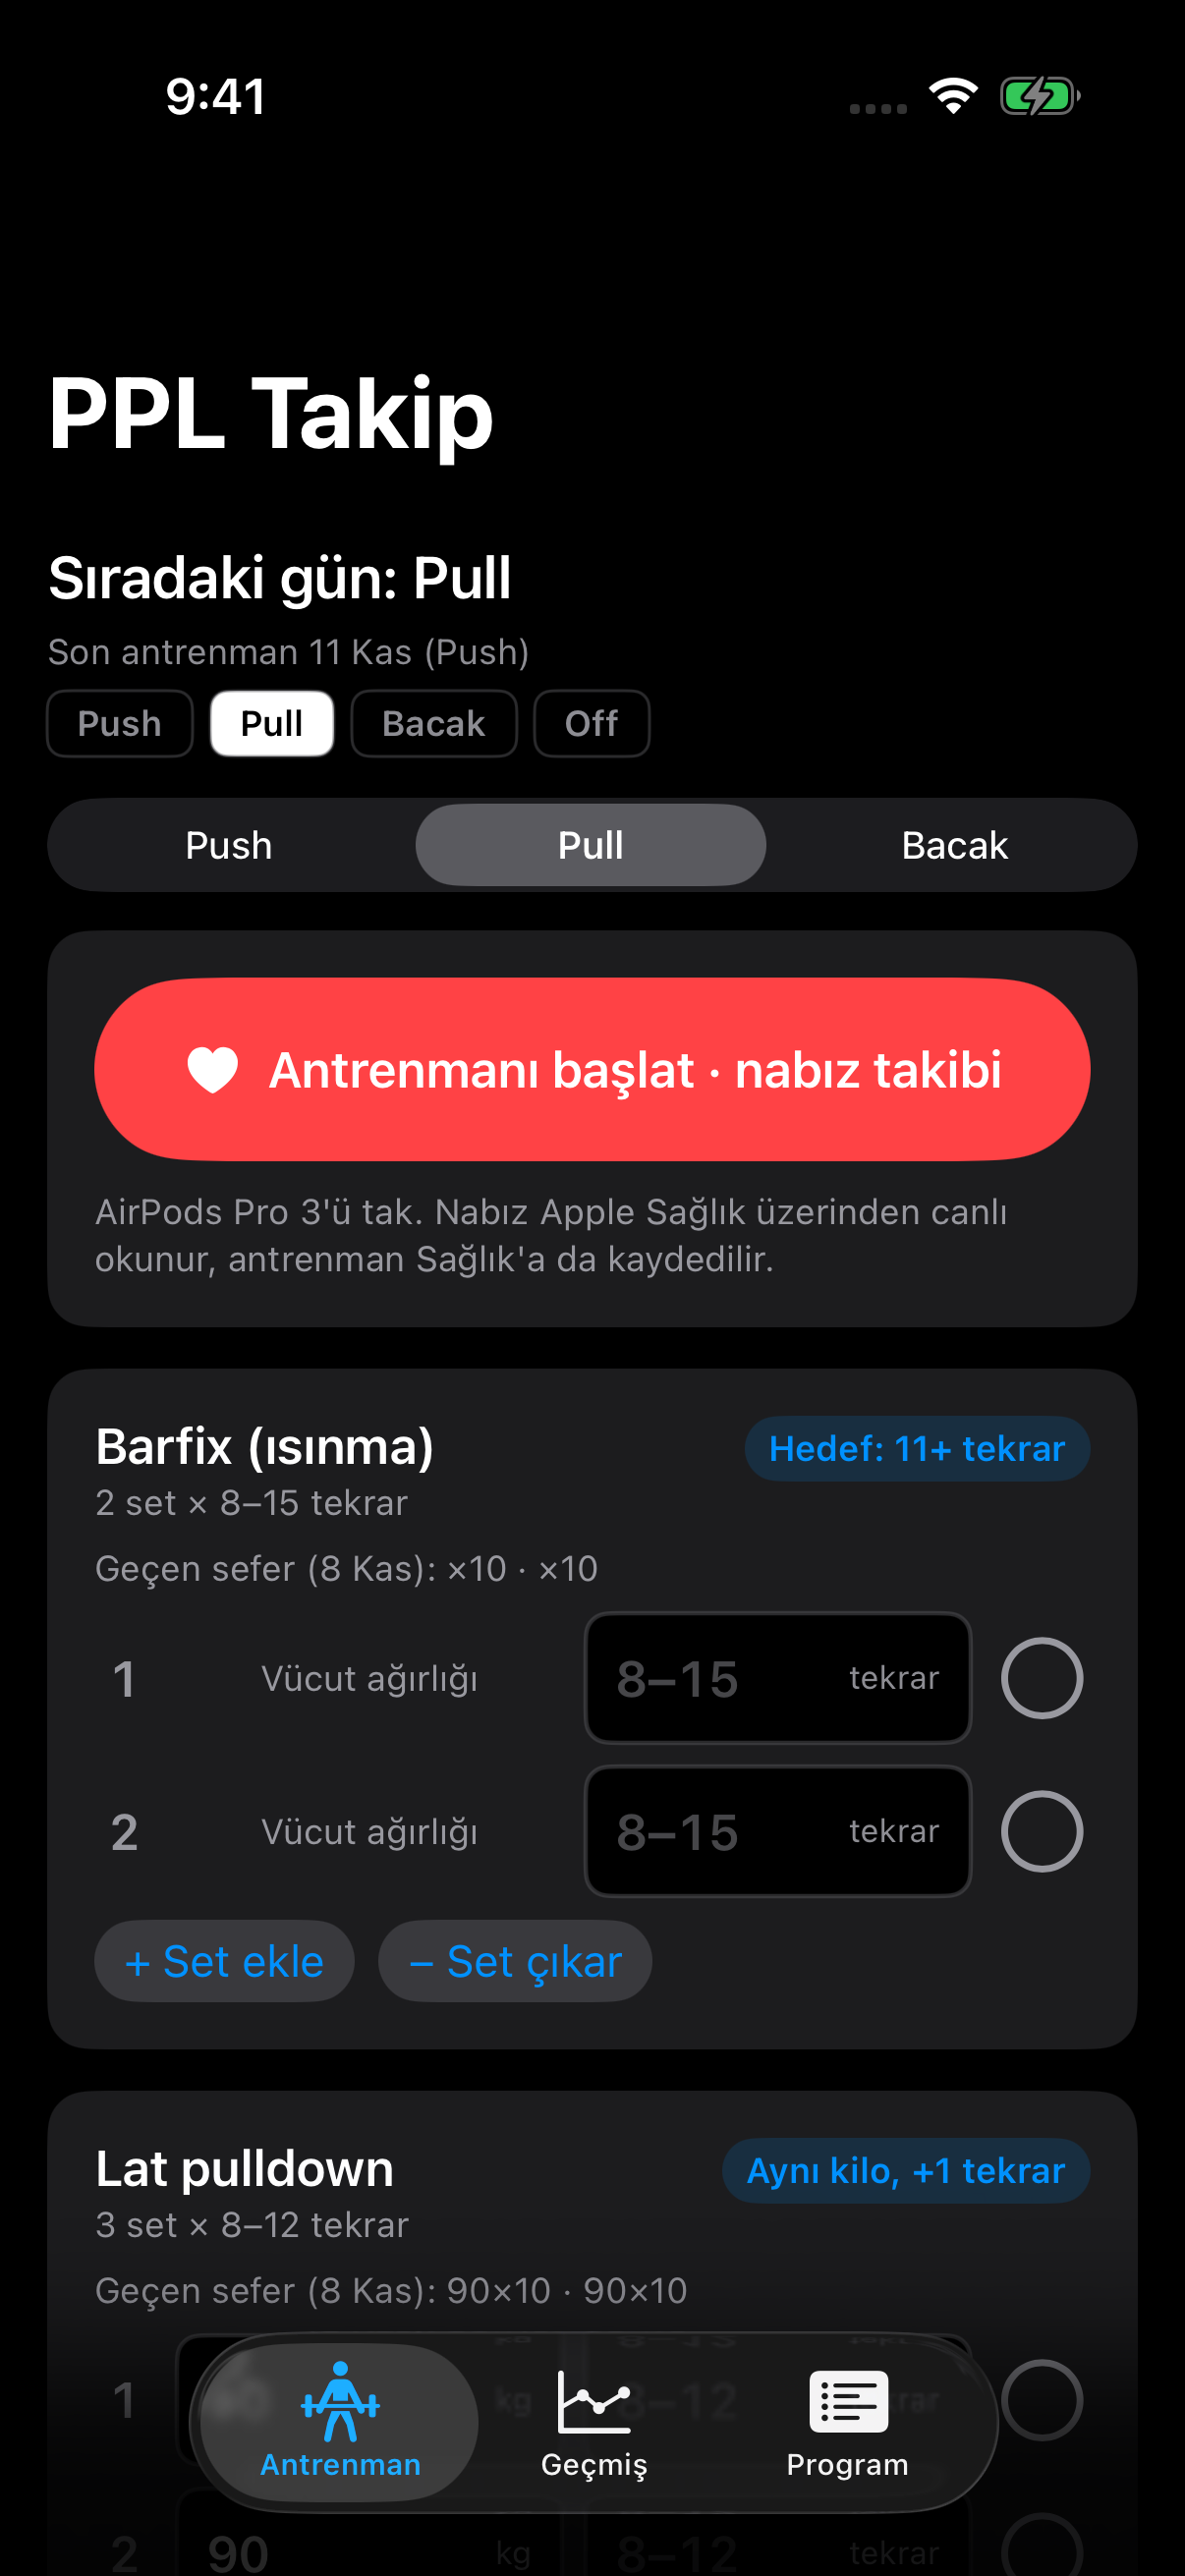 9:41
PPL Takip
Sıradaki gün: Pull
Son antrenman 11 Kas (Push)
Push Pull Bacak Off
Push Pull Bacak
Antrenmanı başlat · nabız takibi
AirPods Pro 3'ü tak. Nabız Apple Sağlık üzerinden canlı
okunur, antrenman Sağlık'a da kaydedilir.
Barfix (ısınma) Hedef: 11+ tekrar
2 set × 8–15 tekrar
Geçen sefer (8 Kas): ×10 · ×10
1 Vücut ağırlığı 8–15 tekrar
2 Vücut ağırlığı 8–15 tekrar
+ Set ekle – Set çıkar
Lat pulldown Aynı kilo, +1 tekrar
3 set × 8–12 tekrar
Geçen sefer (8 Kas): 90×10 · 90×10
1 kg
Antrenman Geçmiş Program
2 90 kg 8–12 tekrar